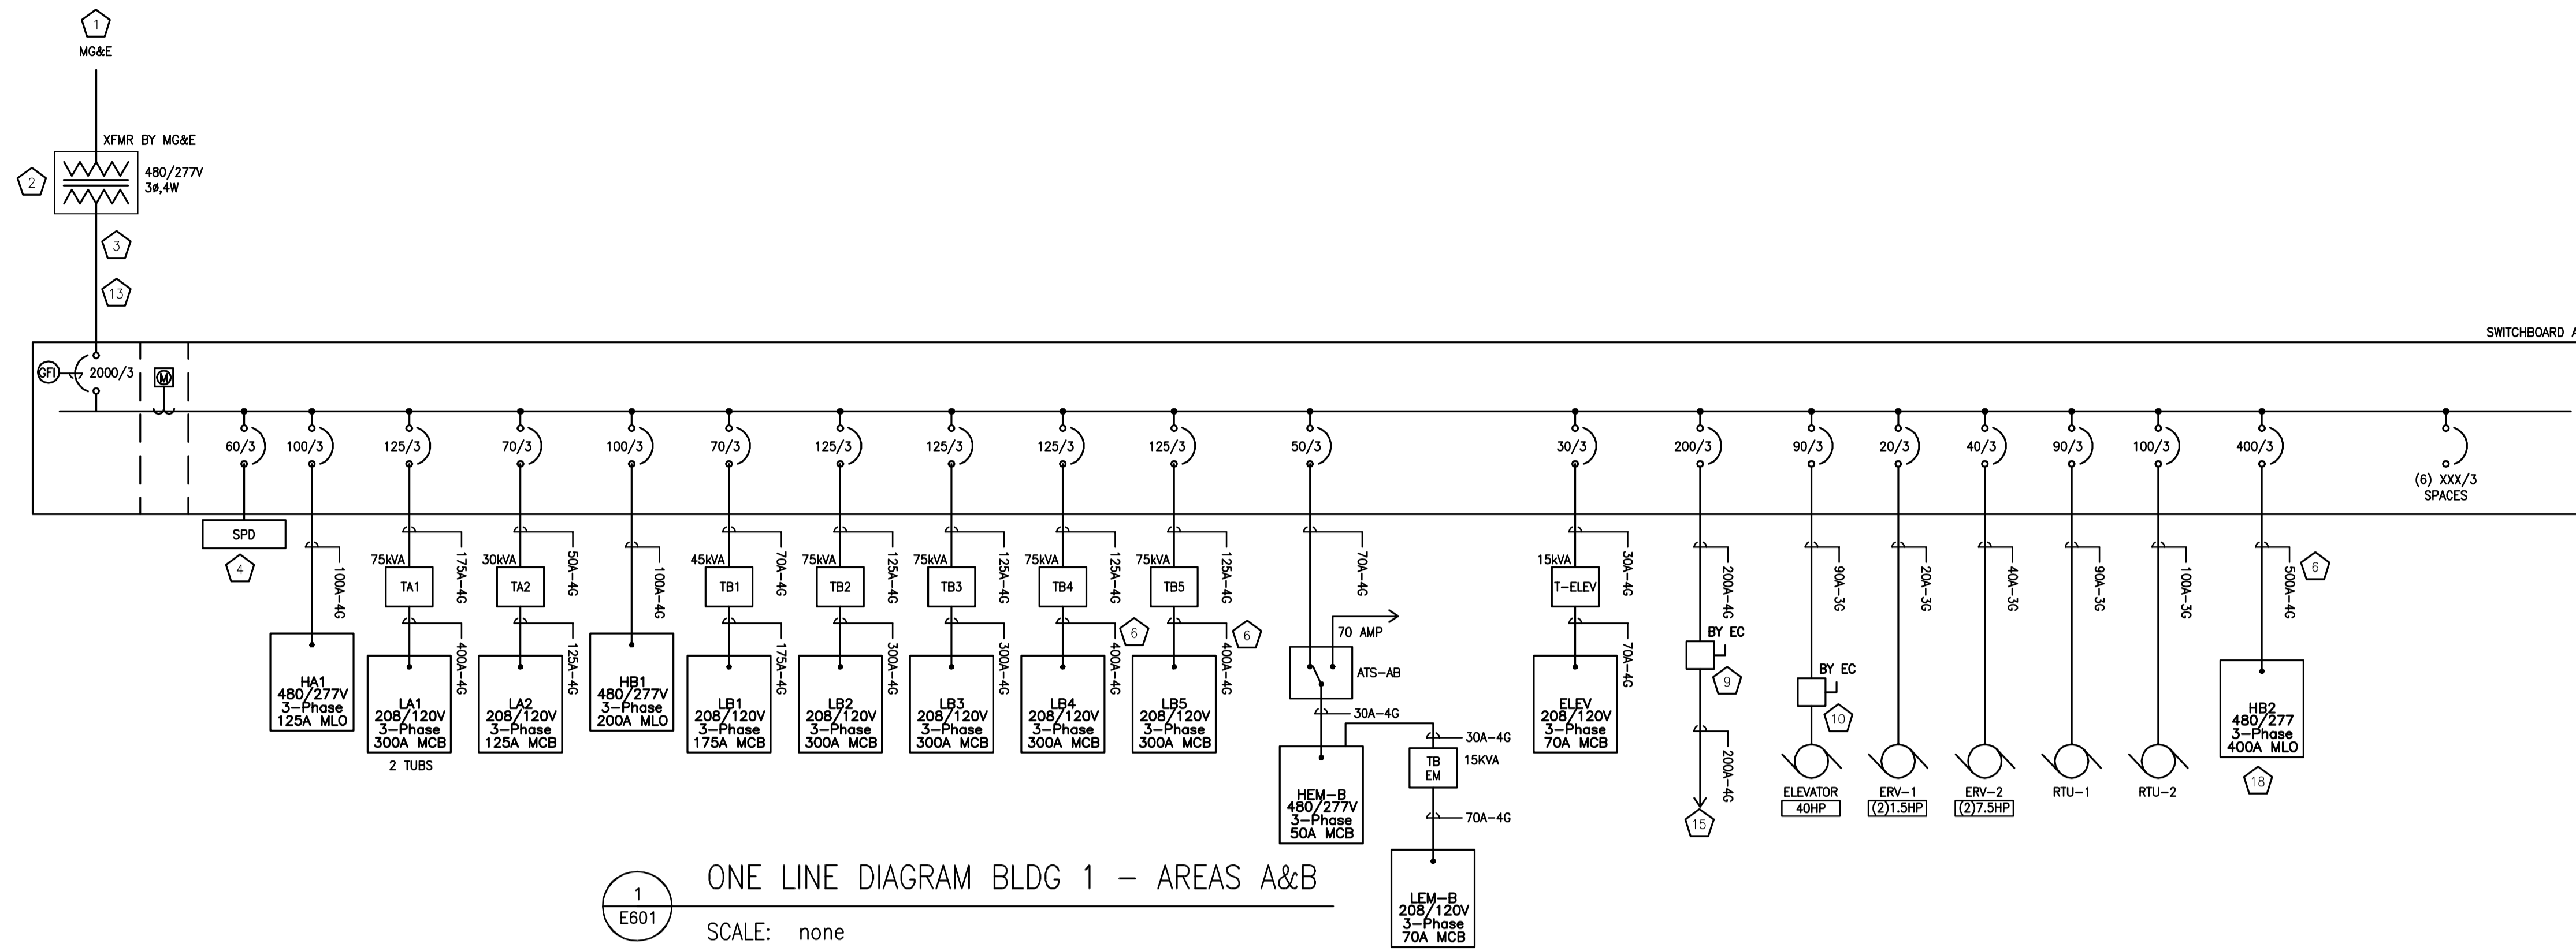 1
MG&E
XFMR BY MG&E
2
480/277V
3ø,4W
3
13
SWITCHBOARD A
GFI
2000/3
M
60/3
100/3
125/3
70/3
100/3
70/3
125/3
125/3
125/3
125/3
50/3
30/3
200/3
90/3
20/3
40/3
90/3
100/3
400/3
(6) XXX/3
SPACES
SPD
4
100A-4G
HA1
480/277V
3-Phase
125A MLO
175A-4G
75kVA
TA1
400A-4G
LA1
208/120V
3-Phase
300A MCB
2 TUBS
50A-4G
30kVA
TA2
125A-4G
LA2
208/120V
3-Phase
125A MCB
100A-4G
HB1
480/277V
3-Phase
200A MLO
70A-4G
45kVA
TB1
175A-4G
LB1
208/120V
3-Phase
175A MCB
125A-4G
75kVA
TB2
300A-4G
LB2
208/120V
3-Phase
300A MCB
125A-4G
75kVA
TB3
300A-4G
LB3
208/120V
3-Phase
300A MCB
125A-4G
75kVA
TB4
6
400A-4G
LB4
208/120V
3-Phase
300A MCB
125A-4G
75kVA
TB5
6
400A-4G
LB5
208/120V
3-Phase
300A MCB
70A-4G
70 AMP
ATS-AB
30A-4G
HEM-B
480/277V
3-Phase
50A MCB
30A-4G
TB
EM
15KVA
70A-4G
LEM-B
208/120V
3-Phase
70A MCB
30A-4G
15kVA
T-ELEV
70A-4G
ELEV
208/120V
3-Phase
70A MCB
200A-4G
BY EC
9
200A-4G
15
90A-3G
BY EC
10
ELEVATOR
40HP
20A-3G
ERV-1
(2)1.5HP
40A-3G
ERV-2
(2)7.5HP
90A-3G
RTU-1
100A-3G
RTU-2
500A-4G
6
HB2
480/277
3-Phase
400A MLO
18
1
E601
ONE LINE DIAGRAM BLDG 1 - AREAS A&B
SCALE: none